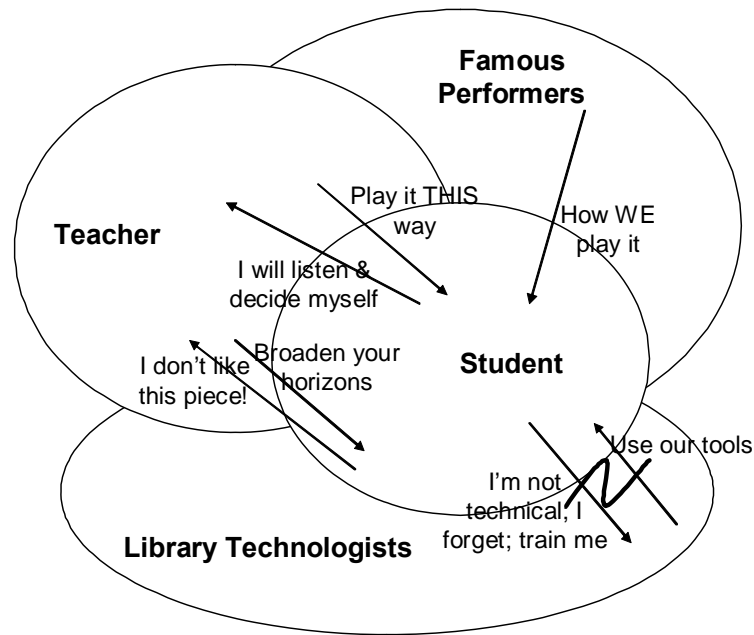 Famous
Performers
Play it THIS
way
How WE
play it
Teacher
I will listen &
decide myself
Broaden your
horizons
I don’t like
this piece!
Student
Use our tools
I’m not
technical; I
forget; train me
Library Technologists